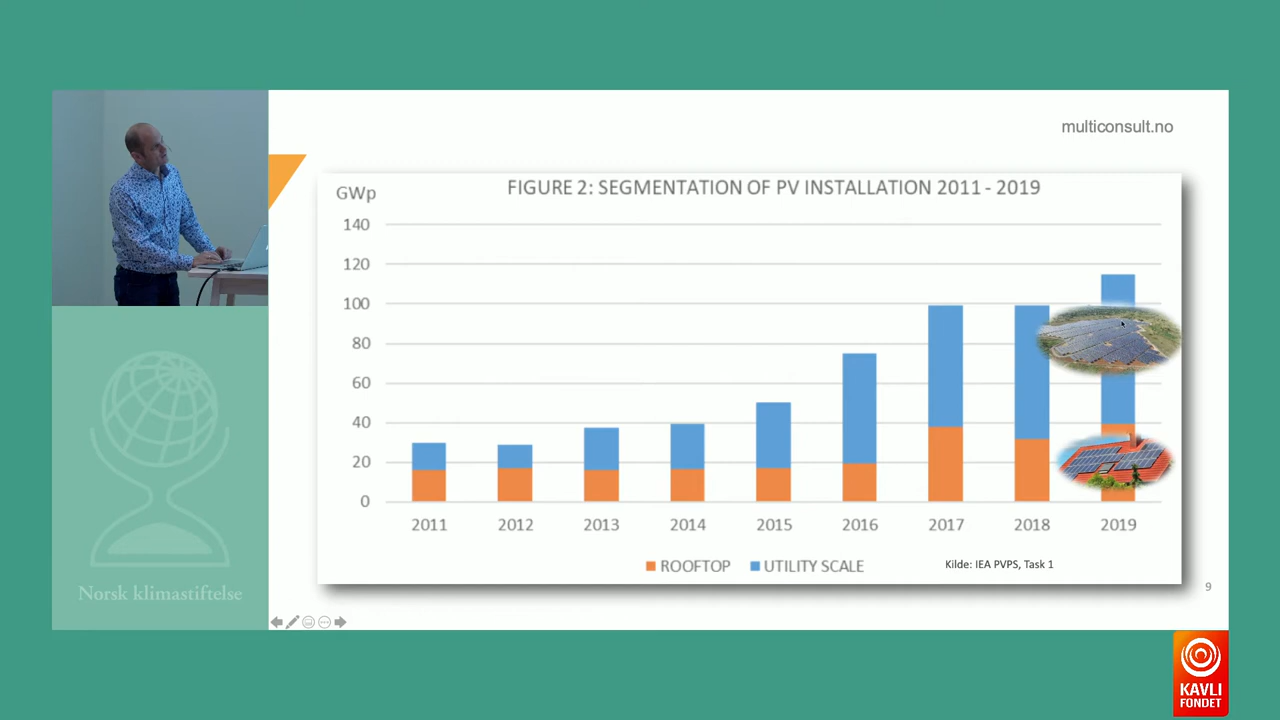 multiconsult.no
FIGURE 2: SEGMENTATION OF PV INSTALLATION 2011 - 2019
GWp
140
120
100
80
60
40
20
0
2011 2012 2013 2014 2015 2016 2017 2018 2019
ROOFTOP UTILITY SCALE
Kilde: IEA PVPS, Task 1
9
Norsk klimastiftelse
KAVLI
FONDET